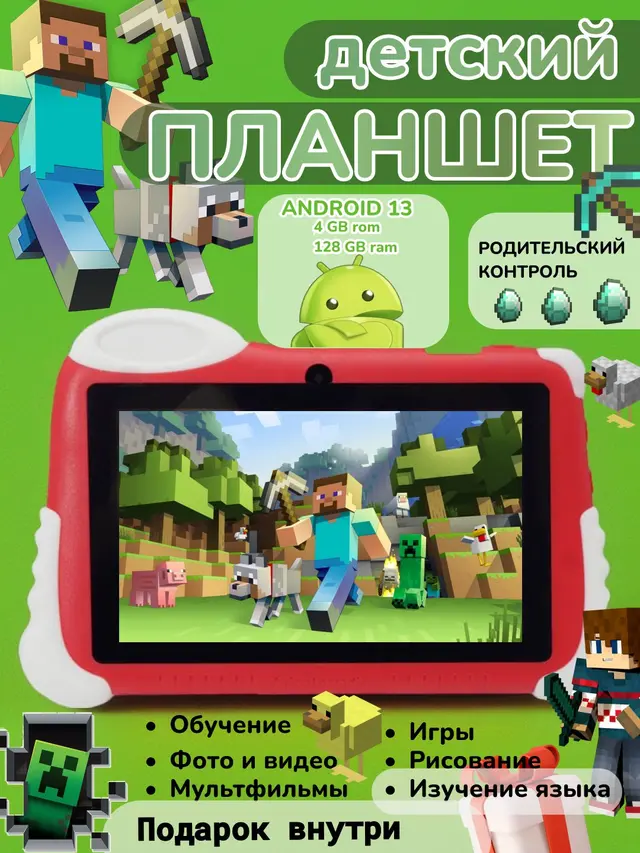 детский
ПЛАНШЕТ
ANDROID 13
4 GB rom
128 GB ram
РОДИТЕЛЬСКИЙ
КОНТРОЛЬ
• Обучение
• Фото и видео
• Мультфильмы
• Игры
• Рисование
• Изучение языка
Подарок внутри